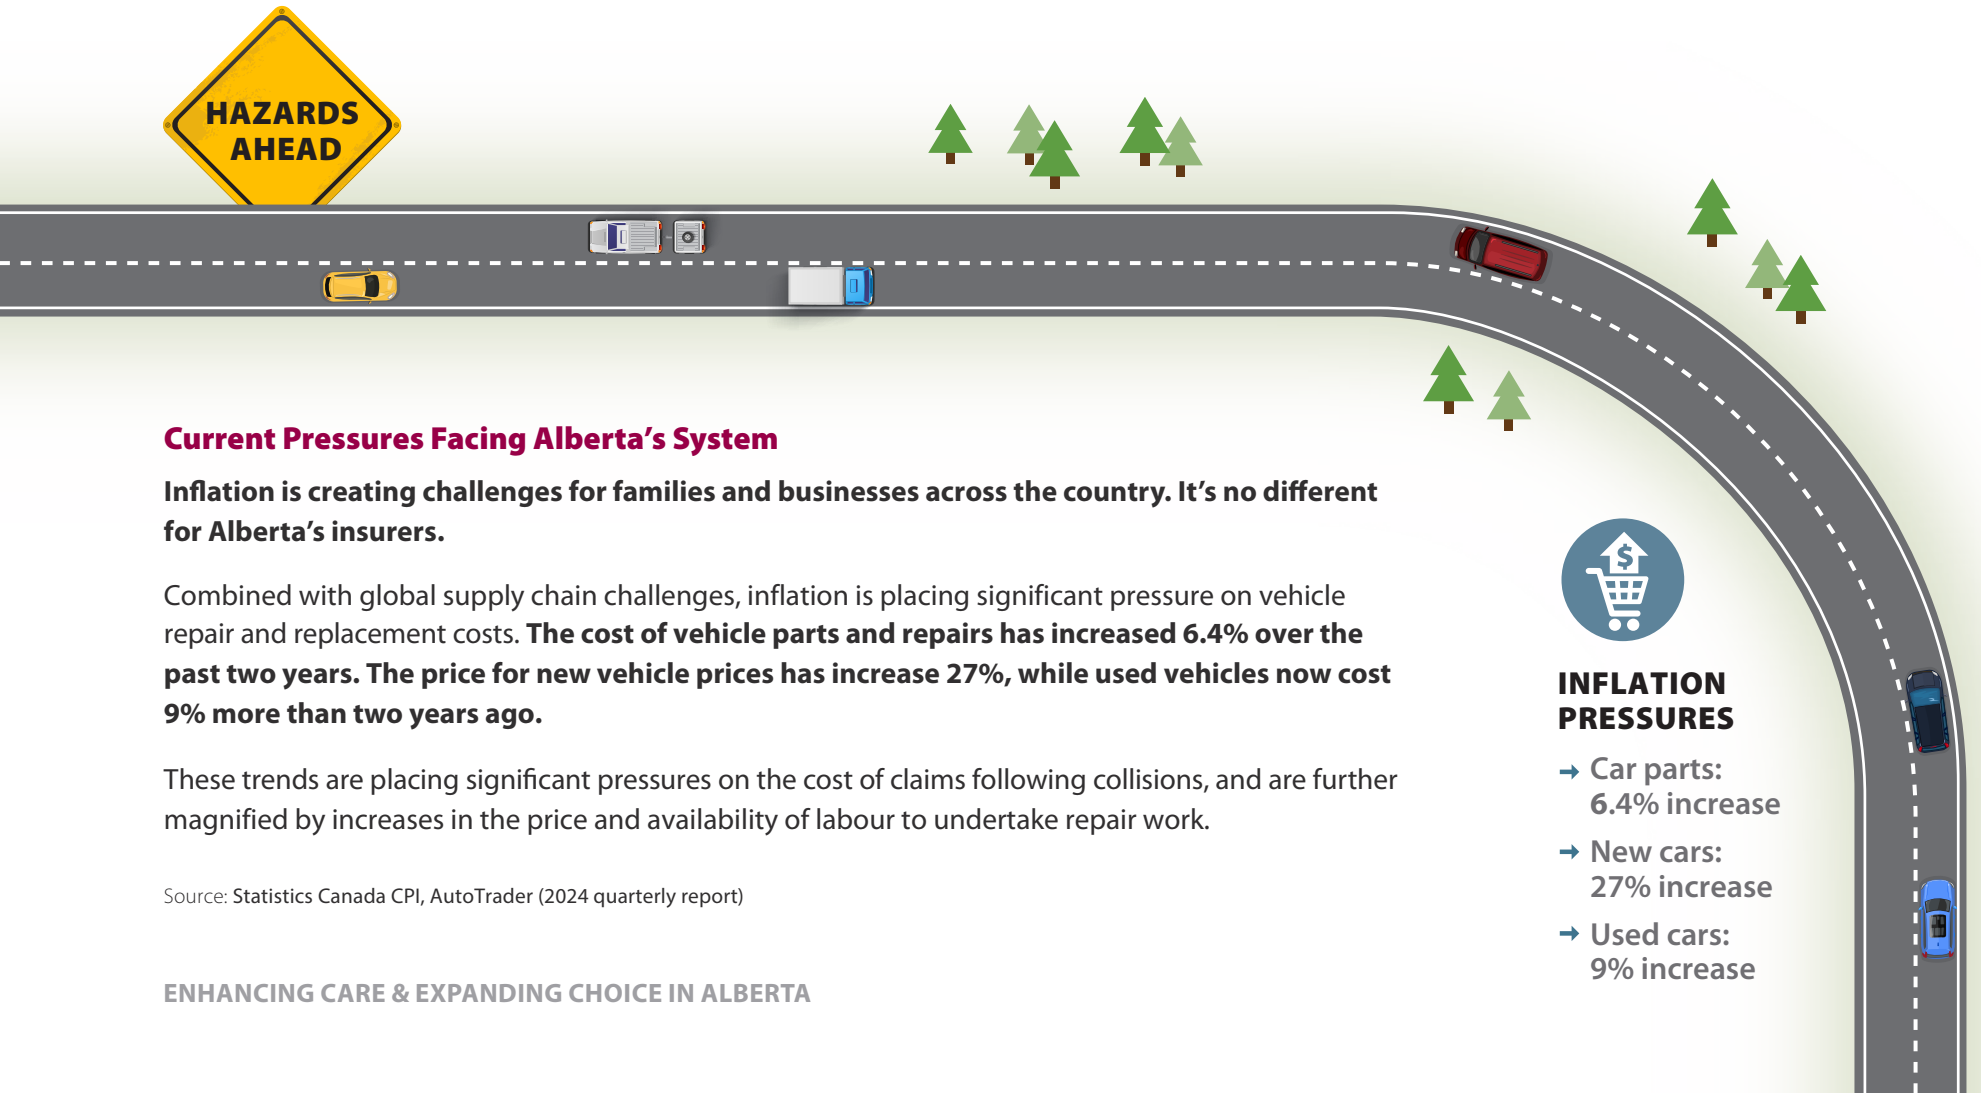 HAZARDS
AHEAD
Current Pressures Facing Alberta’s System
Inflation is creating challenges for families and businesses across the country. It’s no different
for Alberta’s insurers.
Combined with global supply chain challenges, inflation is placing significant pressure on vehicle
repair and replacement costs. The cost of vehicle parts and repairs has increased 6.4% over the
past two years. The price for new vehicle prices has increase 27%, while used vehicles now cost
9% more than two years ago.
These trends are placing significant pressures on the cost of claims following collisions, and are further
magnified by increases in the price and availability of labour to undertake repair work.
Source: Statistics Canada CPI, AutoTrader (2024 quarterly report)
ENHANCING CARE & EXPANDING CHOICE IN ALBERTA
$
INFLATION
PRESSURES
Car parts:
6.4% increase
New cars:
27% increase
Used cars:
9% increase